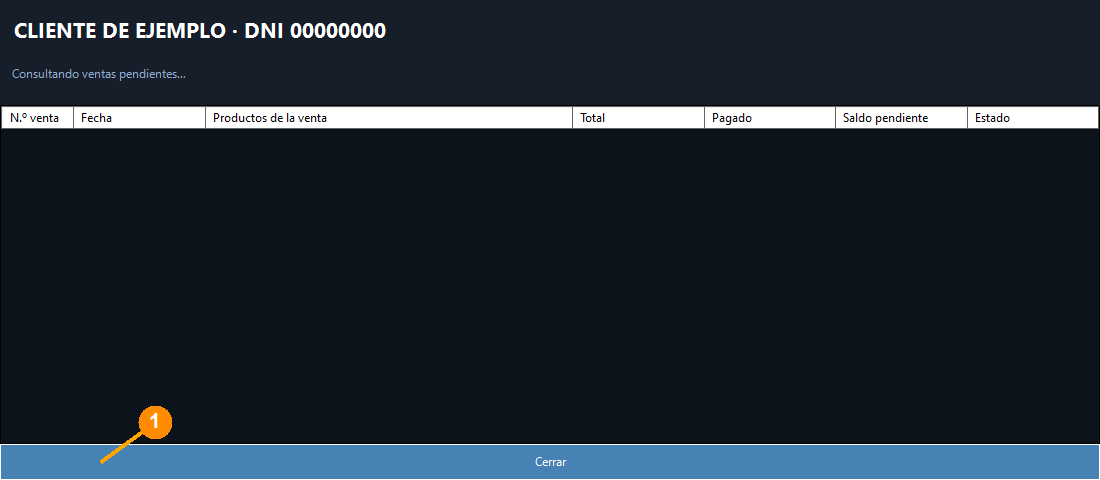 CLIENTE DE EJEMPLO · DNI 00000000
Consultando ventas pendientes...
N.º venta Fecha Productos de la venta Total Pagado Saldo pendiente Estado
1
Cerrar